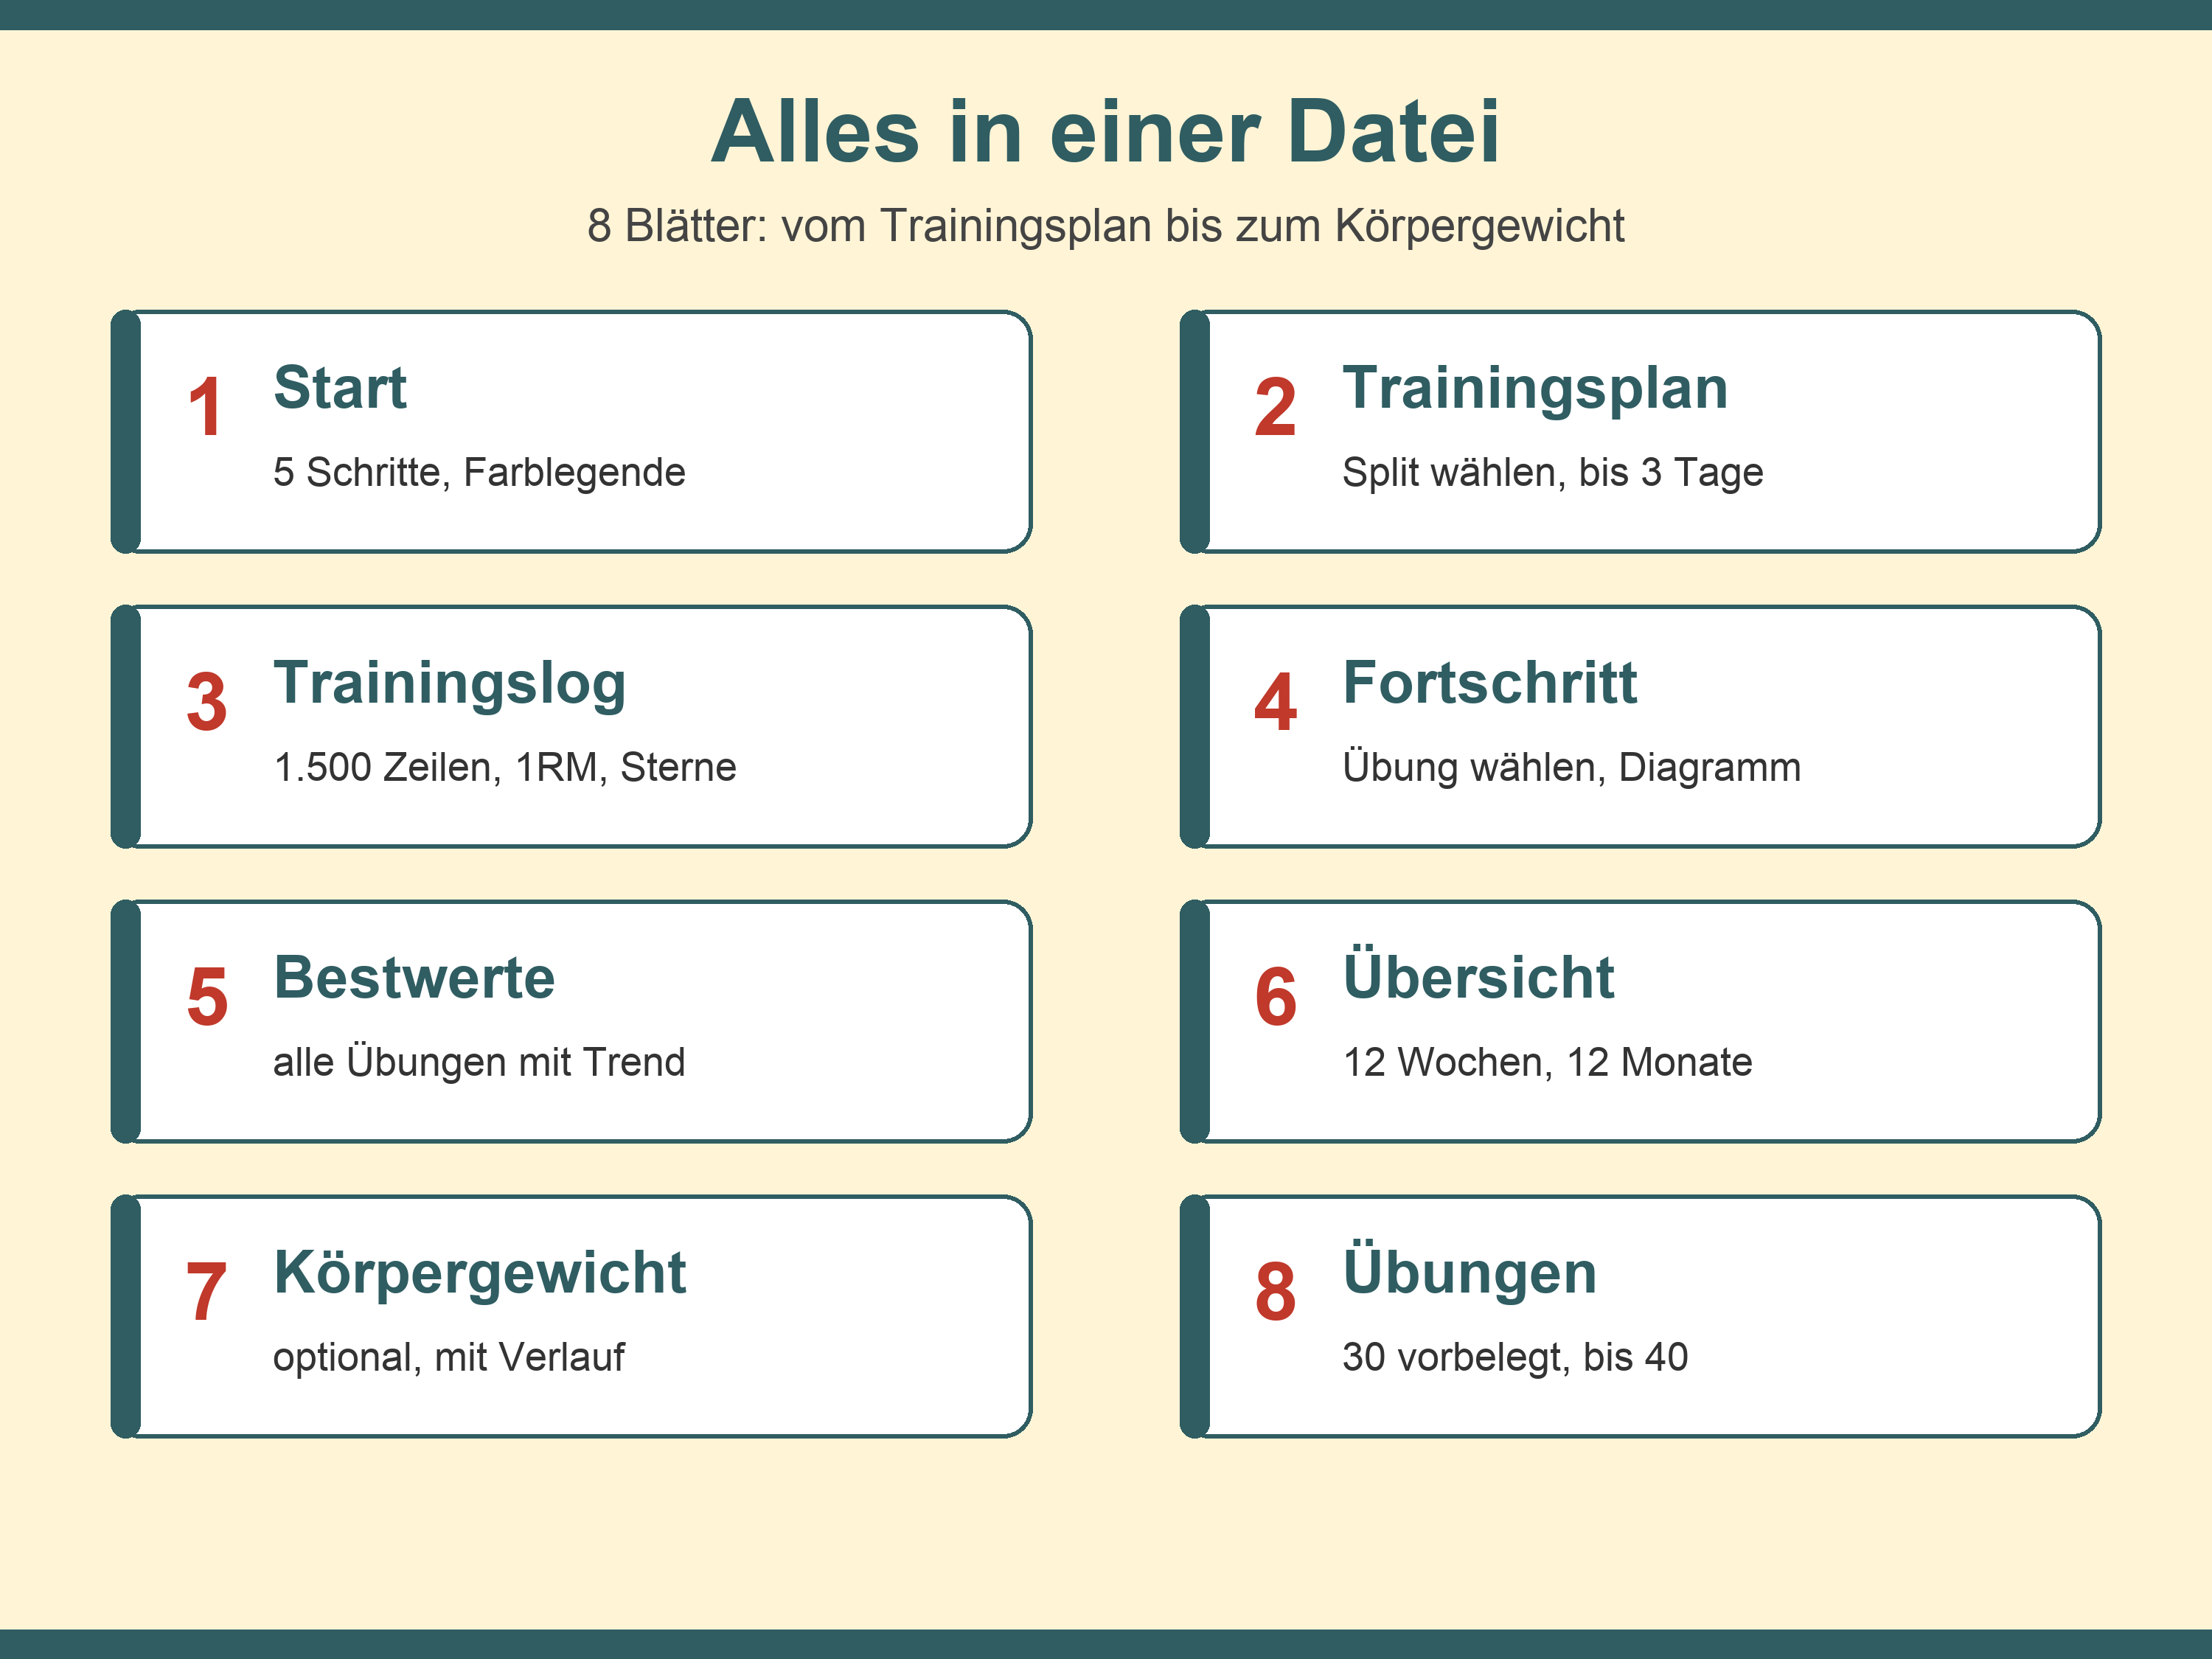 Alles in einer Datei
8 Blätter: vom Trainingsplan bis zum Körpergewicht
1
Start
5 Schritte, Farblegende
2
Trainingsplan
Split wählen, bis 3 Tage
3
Trainingslog
1.500 Zeilen, 1RM, Sterne
4
Fortschritt
Übung wählen, Diagramm
5
Bestwerte
alle Übungen mit Trend
6
Übersicht
12 Wochen, 12 Monate
7
Körpergewicht
optional, mit Verlauf
8
Übungen
30 vorbelegt, bis 40